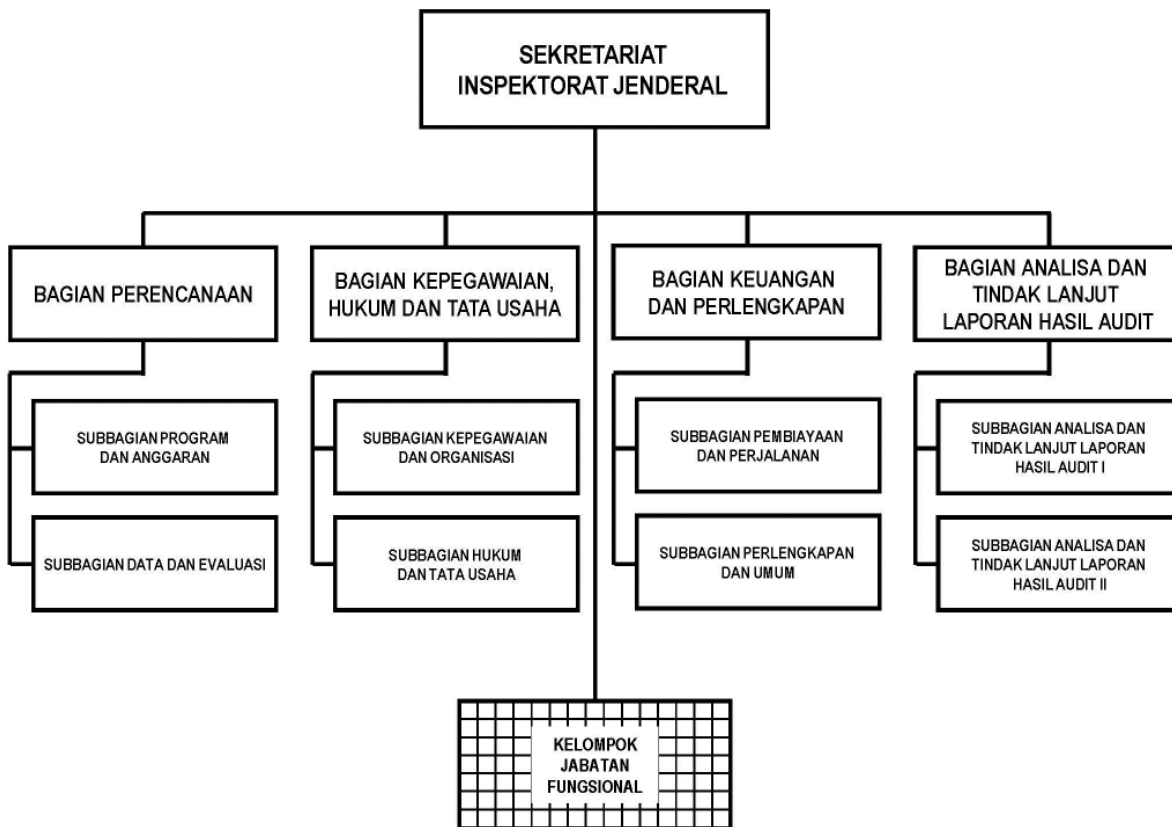 SEKRETARIAT
INSPEKTORAT JENDERAL
BAGIAN PERENCANAAN
BAGIAN KEPEGAWAIAN,
HUKUM DAN TATA USAHA
BAGIAN KEUANGAN
DAN PERLENGKAPAN
BAGIAN ANALISA DAN
TINDAK LANJUT
LAPORAN HASIL AUDIT
SUBBAGIAN PROGRAM
DAN ANGGARAN
SUBBAGIAN KEPEGAWAIAN
DAN ORGANISASI
SUBBAGIAN PEMBIAYAAN
DAN PERJALANAN
SUBBAGIAN ANALISA DAN
TINDAK LANJUT LAPORAN
HASIL AUDIT I
SUBBAGIAN DATA DAN EVALUASI
SUBBAGIAN HUKUM
DAN TATA USAHA
SUBBAGIAN PERLENGKAPAN
DAN UMUM
SUBBAGIAN ANALISA DAN
TINDAK LANJUT LAPORAN
HASIL AUDIT II
KELOMPOK
JABATAN
FUNGSIONAL